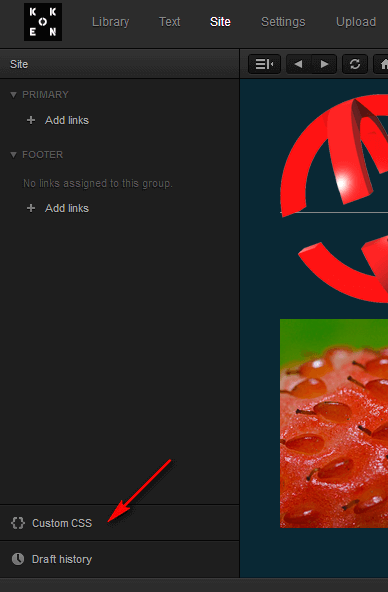 K K
O
E N
Library Text Site Settings Upload
Site
PRIMARY
Add links
FOOTER
No links assigned to this group.
Add links
Custom CSS
Draft history